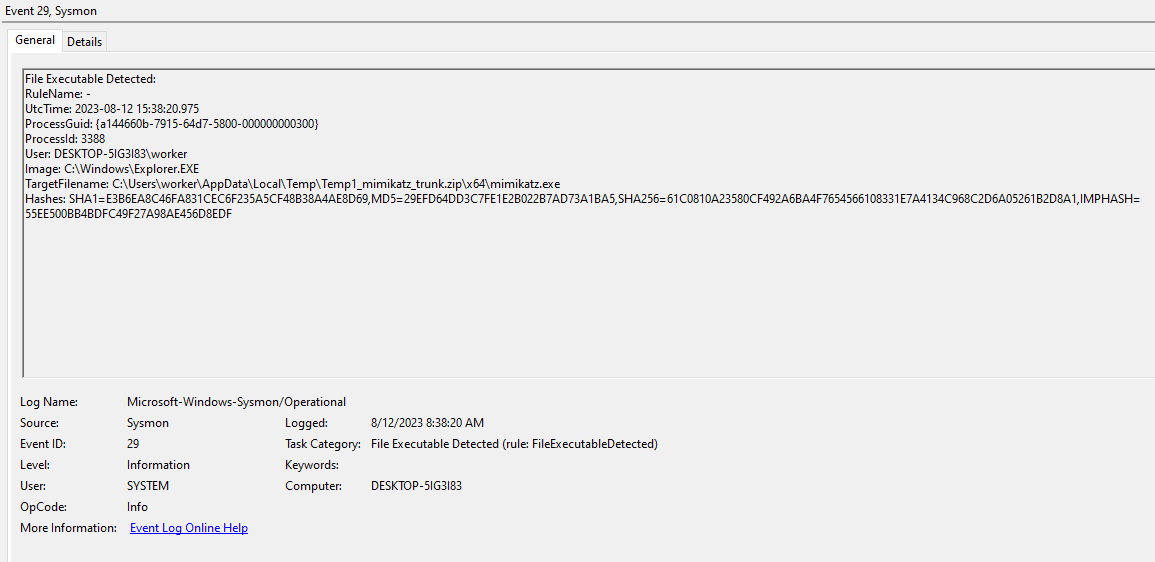 Event 29, Sysmon
General Details
File Executable Detected:
RuleName: -
UtcTime: 2023-08-12 15:38:20.975
ProcessGuid: {a144660b-7915-64d7-5800-000000000300}
ProcessId: 3388
User: DESKTOP-5IG3I83\worker
Image: C:\Windows\Explorer.EXE
TargetFilename: C:\Users\worker\AppData\Local\Temp\Temp1_mimikatz_trunk.zip\x64\mimikatz.exe
Hashes: SHA1=E3B6EA8C46FA831CEC6F235A5CF48B38A4AE8D69,MD5=29EFD64DD3C7FE1E2B022B7AD73A1BA5,SHA256=61C0810A23580CF492A6BA4F7654566108331E7A4134C968C2D6A05261B2D8A1,IMPHASH=
55EE500BB4BDFC49F27A98AE456D8EDF
Log Name: Microsoft-Windows-Sysmon/Operational
Source: Sysmon Logged: 8/12/2023 8:38:20 AM
Event ID: 29 Task Category: File Executable Detected (rule: FileExecutableDetected)
Level: Information Keywords:
User: SYSTEM Computer: DESKTOP-5IG3I83
OpCode: Info
More Information: Event Log Online Help